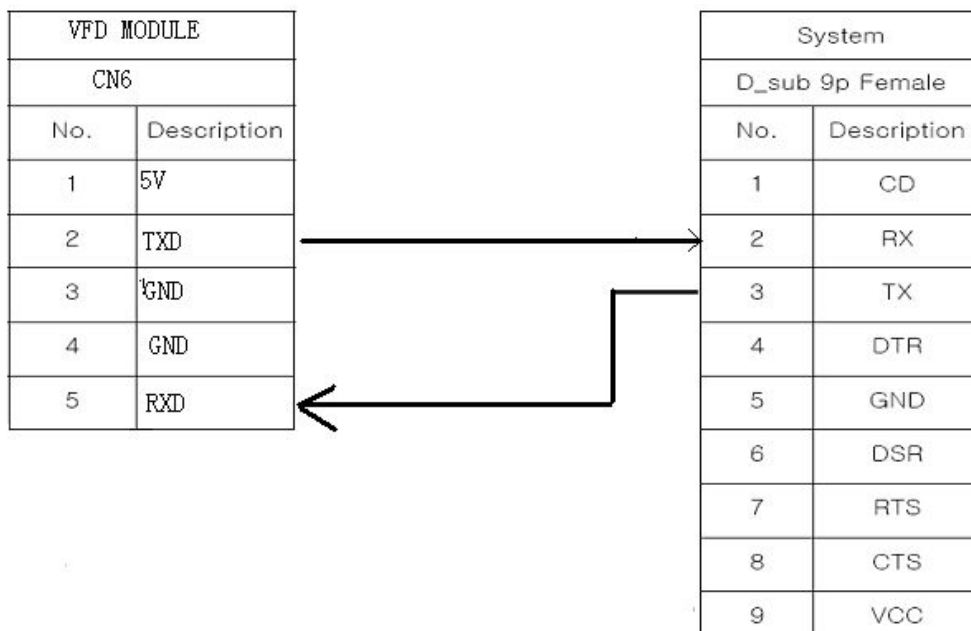 VFD MODULE
CN6
No. Description
1 5V
2 TXD
3 GND
4 GND
5 RXD
System
D_sub 9p Female
No. Description
1 CD
2 RX
3 TX
4 DTR
5 GND
6 DSR
7 RTS
8 CTS
9 VCC